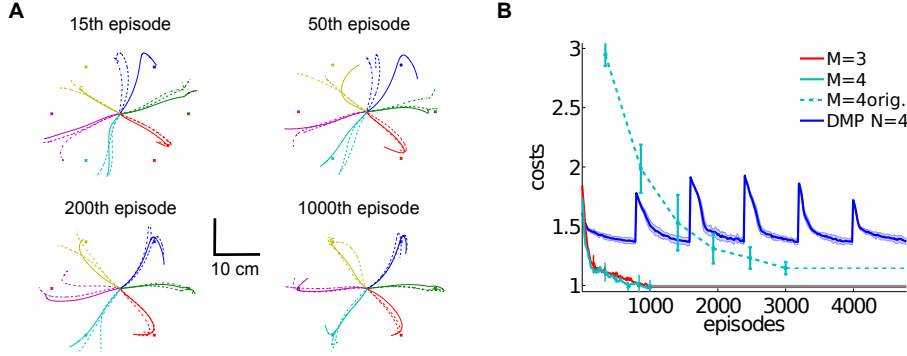 A
15th episode
50th episode
200th episode
1000th episode
10 cm
B
costs
3
2.5
2
1.5
1
1000
2000
3000
4000
episodes
M=3
M=4
M=4orig.
DMP N=4